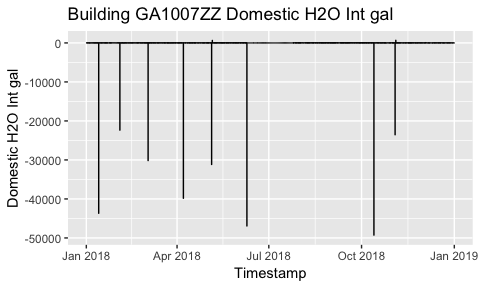 Building GA1007ZZ Domestic H2O Int gal
0
-10000
-20000
-30000
-40000
-50000
Domestic H2O Int gal
Jan 2018
Apr 2018
Jul 2018
Oct 2018
Jan 2019
Timestamp